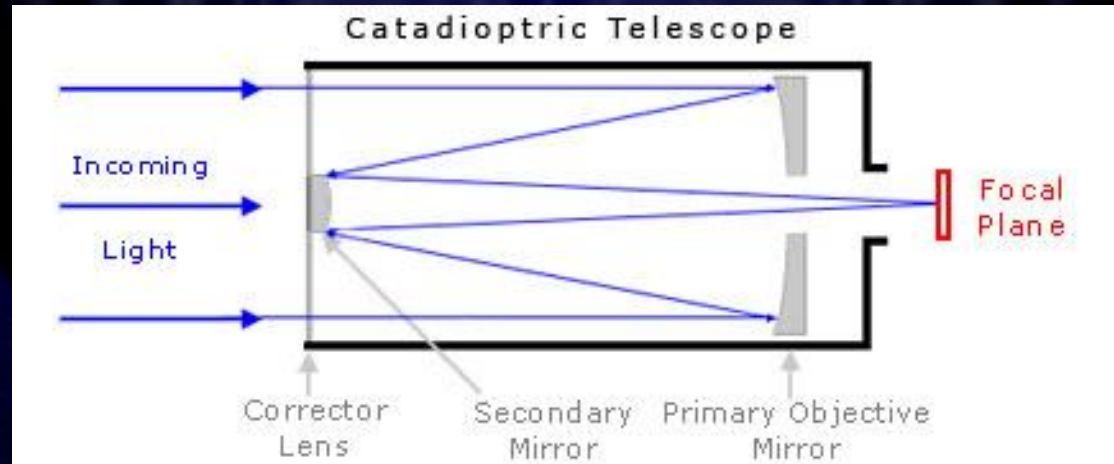 Catadioptric Telescope
Incoming
Light
Focal
Plane
Corrector
Lens
Secondary
Mirror
Primary Objective
Mirror